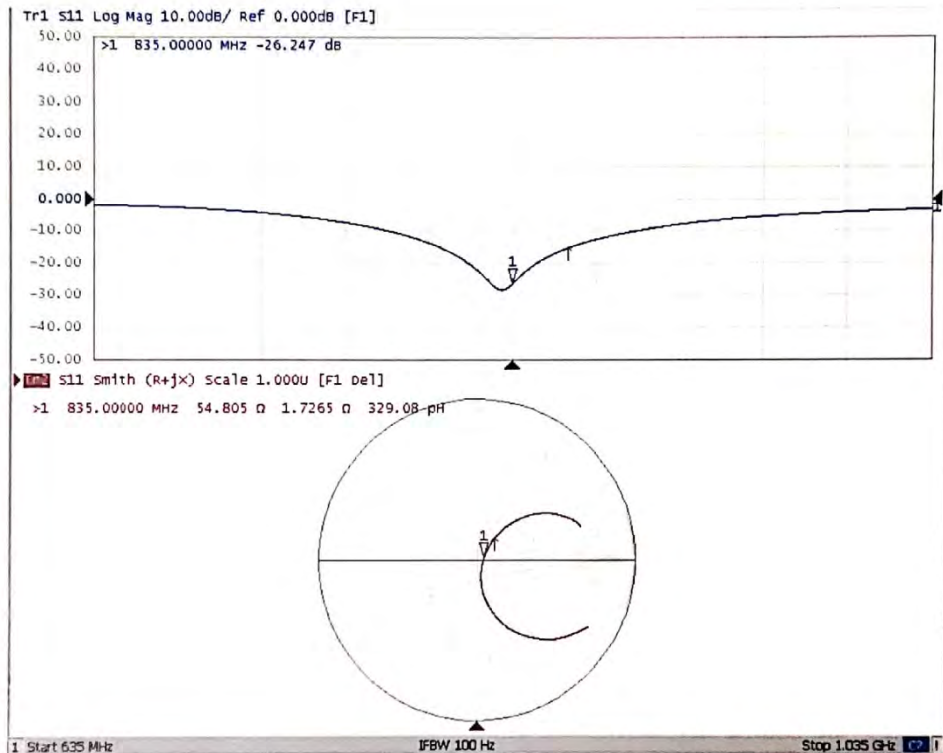 Tr1 S11 Log Mag 10.00dB/ Ref 0.000dB [F1]
50.00
>1 835.00000 MHz -26.247 dB
40.00
30.00
20.00
10.00
0.000
1
-10.00
1
-20.00
-30.00
-40.00
-50.00
S11 Smith (R+jX) Scale 1.000U [F1 Del]
>1 835.00000 MHz 54.805 Ω 1.7265 Ω 329.08 pH
1
1 Start 635 MHz IFBW 100 Hz Stop 1.035 GHz